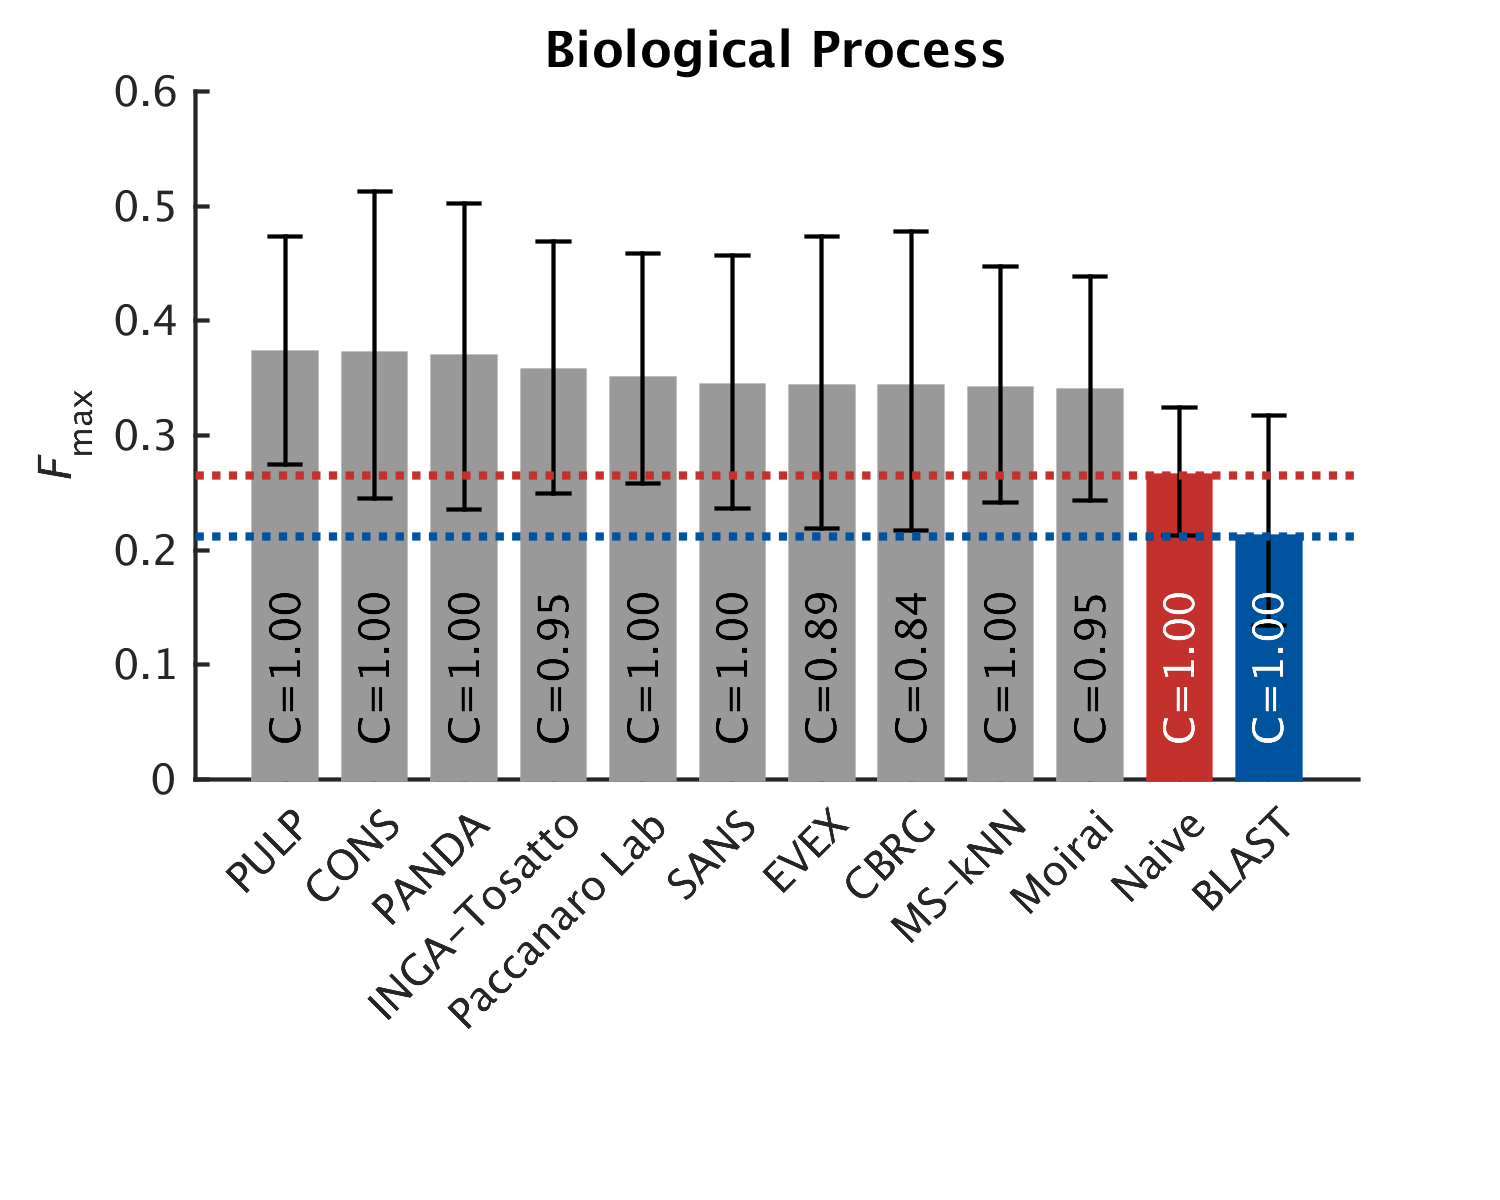 Biological Process
0.6
0.5
0.4
0.3
0.2
0.1
0
Fmax
C=1.00
C=1.00
C=1.00
C=0.95
C=1.00
C=1.00
C=0.89
C=0.84
C=1.00
C=0.95
C=1.00
C=1.00
PULP
CONS
PANDA
INGA-Tosatto
Paccanaro Lab
SANS
EVEX
CBRG
MS-kNN
Moirai
Naive
BLAST